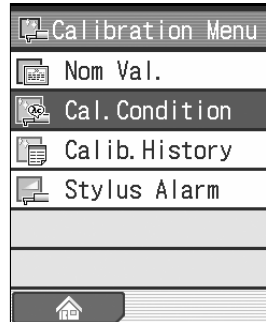 Calibration Menu
Nom Val.
Cal.Condition
Calib.History
Stylus Alarm